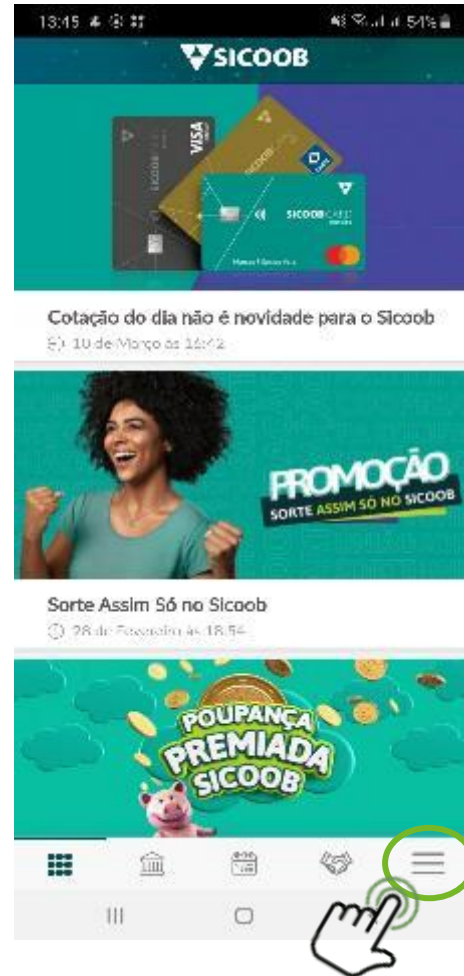 13:45
54%
SICOOB
VISA
SICOOB
SICOOBCARD
Cotação do dia não é novidade para o Sicoob
10 de Março às 16:42
PROMOÇÃO
SORTE ASSIM SÓ NO SICOOB
Sorte Assim Só no Sicoob
28 de Fevereiro às 18:54
POUPANÇA
PREMIADA
SICOOB